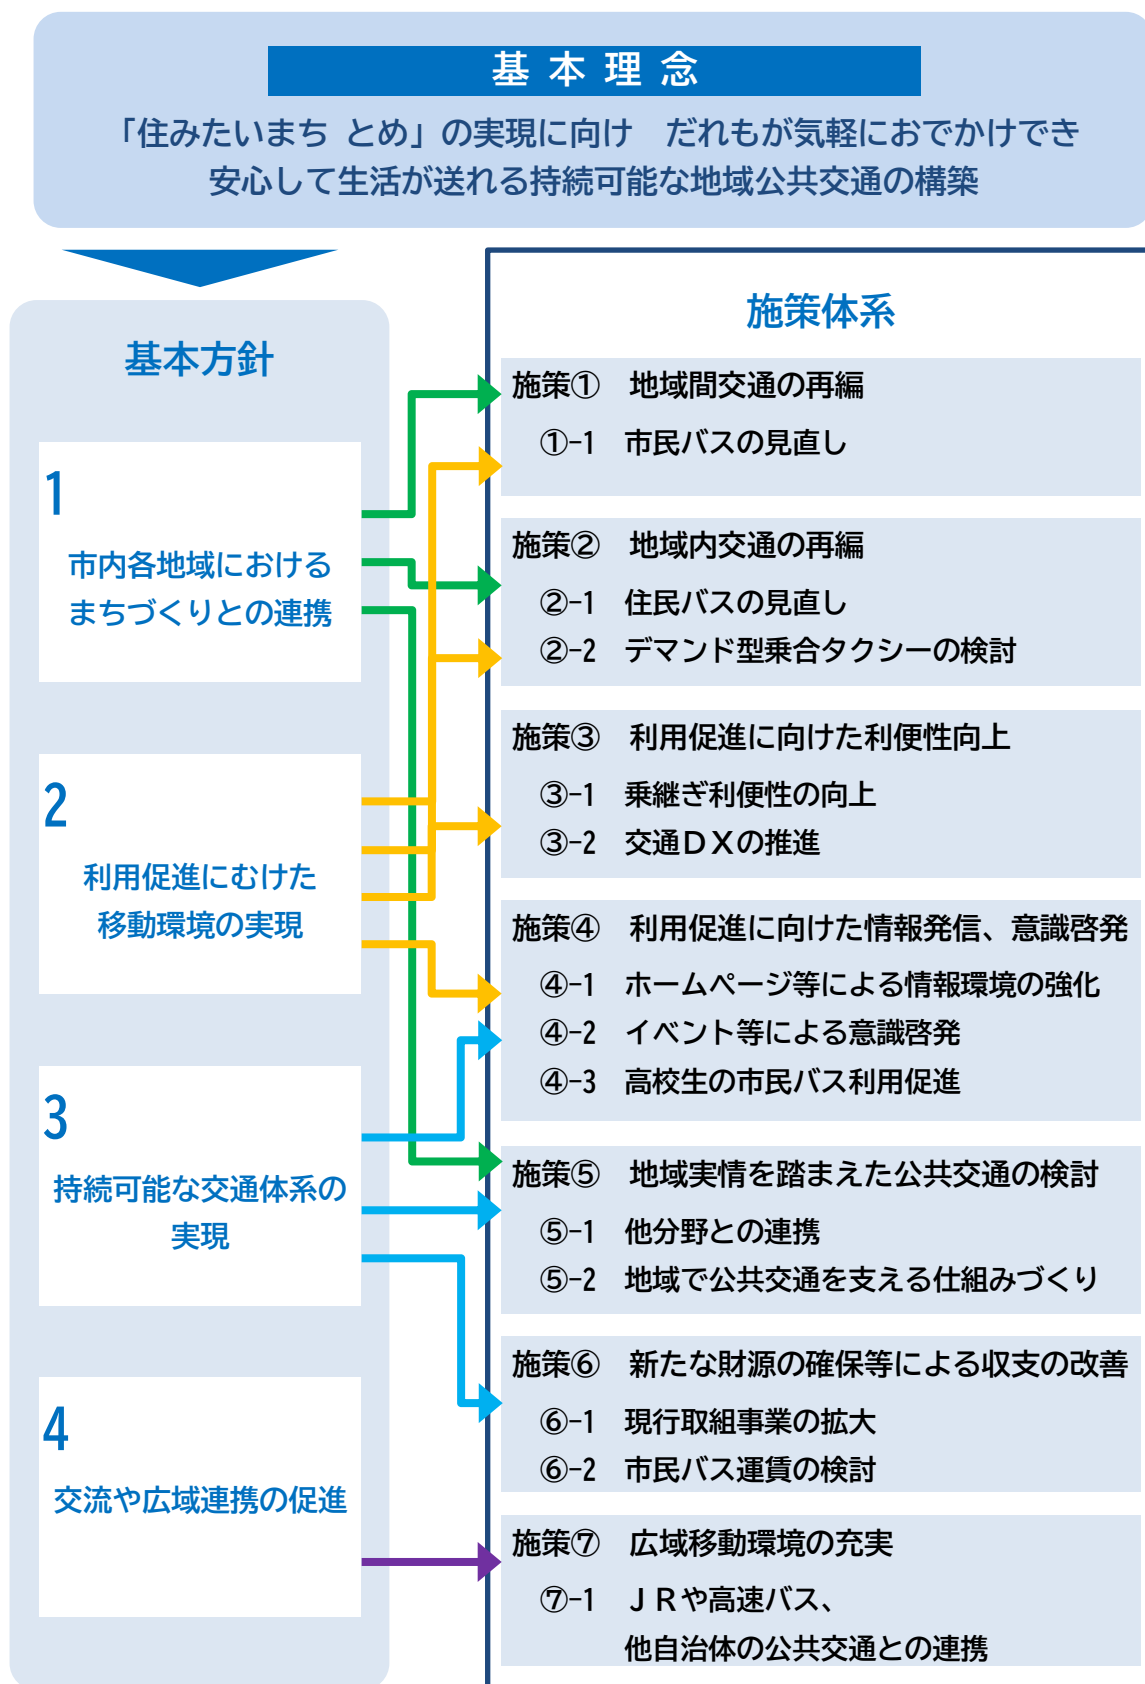 基本理念
「住みたいまち とめ」の実現に向け　だれもが気軽におでかけでき
安心して生活が送れる持続可能な地域公共交通の構築
基本方針
1
市内各地域における
まちづくりとの連携
2
利用促進にむけた
移動環境の実現
3
持続可能な交通体系の
実現
4
交流や広域連携の促進
施策体系
施策①　地域間交通の再編
①-1　市民バスの見直し
施策②　地域内交通の再編
②-1　住民バスの見直し
②-2　デマンド型乗合タクシーの検討
施策③　利用促進に向けた利便性向上
③-1　乗継ぎ利便性の向上
③-2　交通ＤＸの推進
施策④　利用促進に向けた情報発信、意識啓発
④-1　ホームページ等による情報環境の強化
④-2　イベント等による意識啓発
④-3　高校生の市民バス利用促進
施策⑤　地域実情を踏まえた公共交通の検討
⑤-1　他分野との連携
⑤-2　地域で公共交通を支える仕組みづくり
施策⑥　新たな財源の確保等による収支の改善
⑥-1　現行取組事業の拡大
⑥-2　市民バス運賃の検討
施策⑦　広域移動環境の充実
⑦-1　ＪＲや高速バス、
他自治体の公共交通との連携